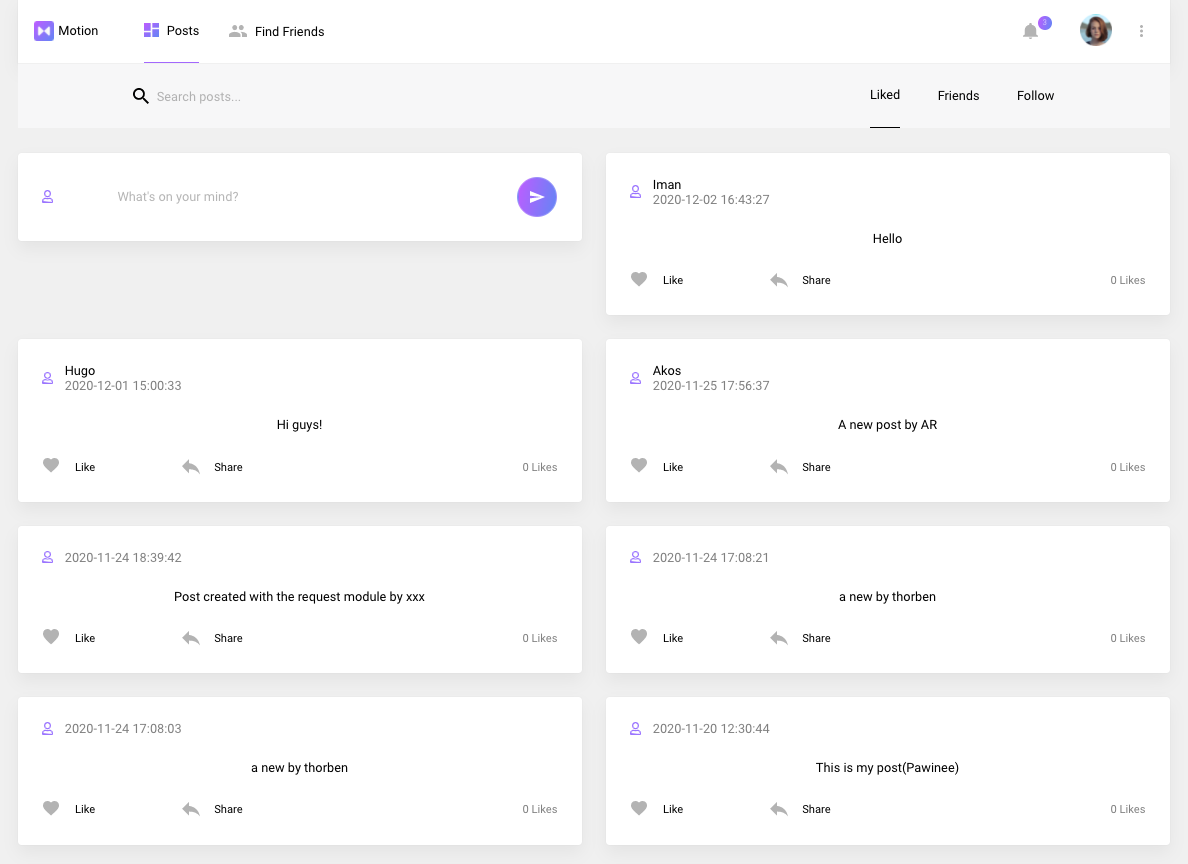 Motion
Posts
Find Friends
3
Search posts...
Liked
Friends
Follow
What's on your mind?
Iman
2020-12-02 16:43:27
Hello
Like
Share
0 Likes
Hugo
2020-12-01 15:00:33
Hi guys!
Like
Share
0 Likes
Akos
2020-11-25 17:56:37
A new post by AR
Like
Share
0 Likes
2020-11-24 18:39:42
Post created with the request module by xxx
Like
Share
0 Likes
2020-11-24 17:08:21
a new by thorben
Like
Share
0 Likes
2020-11-24 17:08:03
a new by thorben
Like
Share
0 Likes
2020-11-20 12:30:44
This is my post(Pawinee)
Like
Share
0 Likes